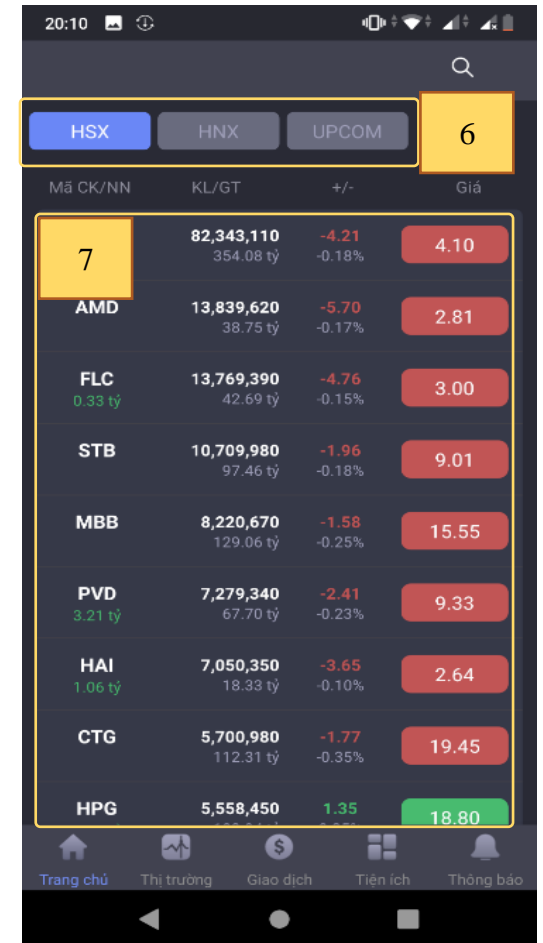 20:10
HSX HNX UPCOM 6
Mã CK/NN KL/GT +/- Giá
7 82,343,110 -4.21 4.10
354.08 tỷ -0.18%
AMD 13,839,620 -5.70 2.81
38.75 tỷ -0.17%
FLC 13,769,390 -4.76 3.00
0.33 tỷ 42.69 tỷ -0.15%
STB 10,709,980 -1.96 9.01
97.46 tỷ -0.18%
MBB 8,220,670 -1.58 15.55
129.06 tỷ -0.25%
PVD 7,279,340 -2.41 9.33
3.21 tỷ 67.70 tỷ -0.23%
HAI 7,050,350 -3.65 2.64
1.06 tỷ 18.33 tỷ -0.10%
CTG 5,700,980 -1.77 19.45
112.31 tỷ -0.35%
HPG 5,558,450 1.35 18.80
Trang chủ Thị trường Giao dịch Tiện ích Thông báo